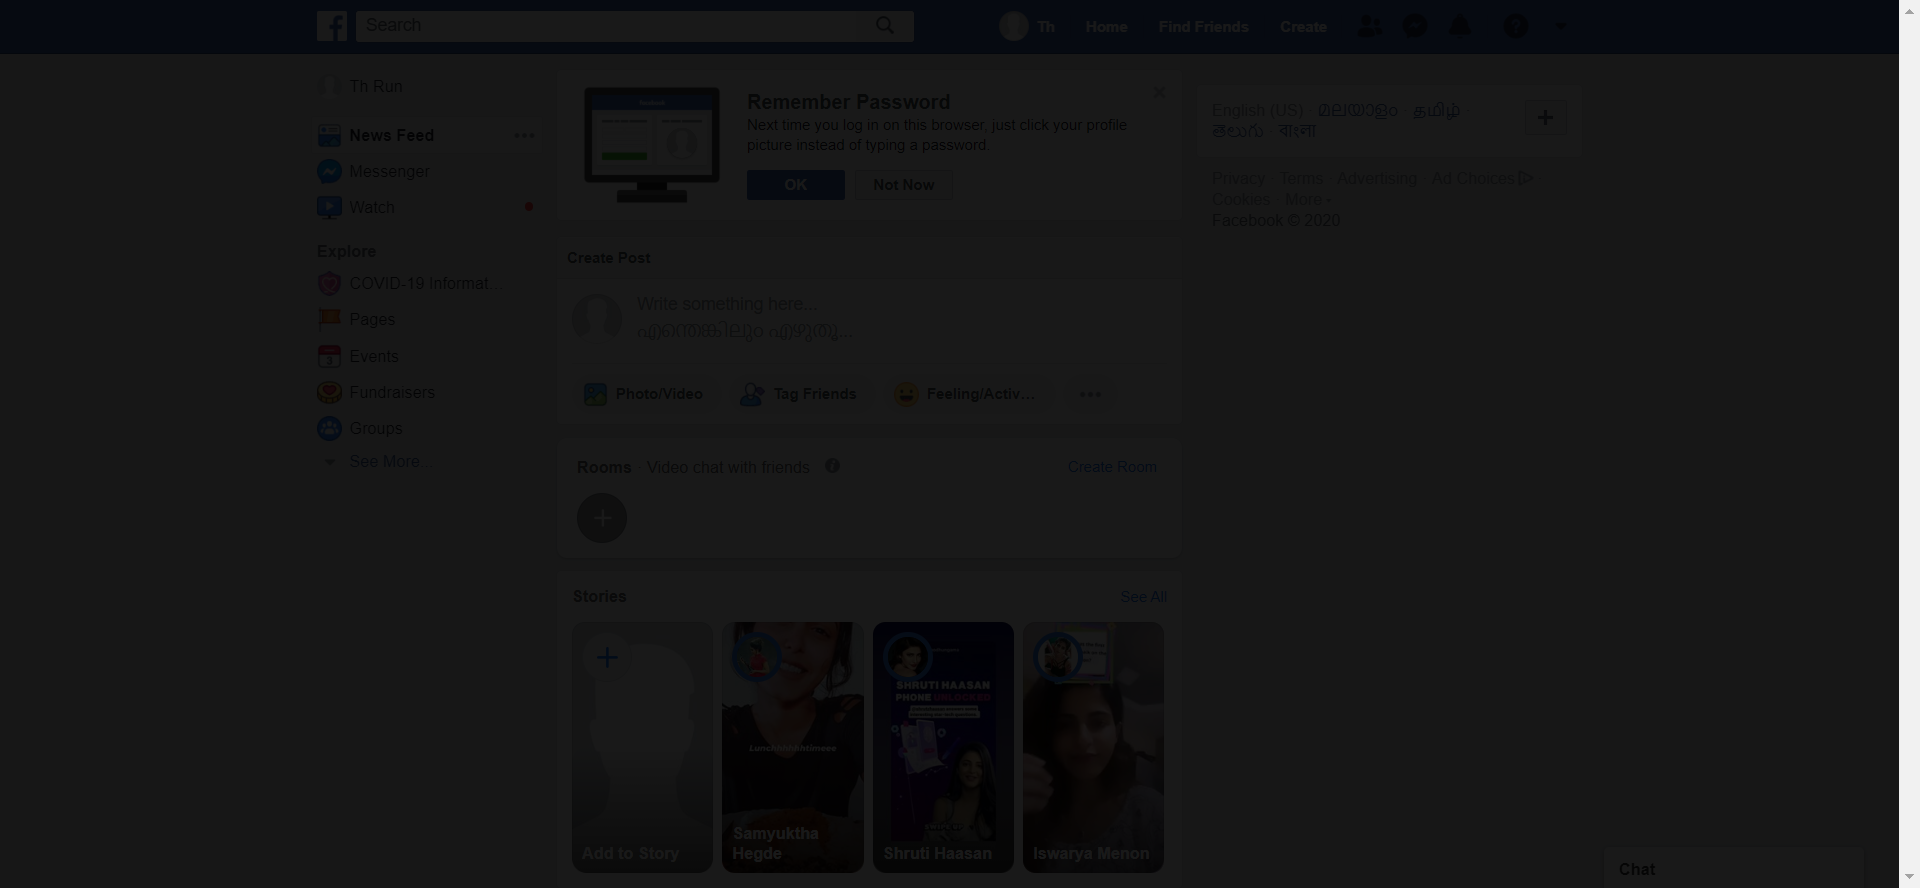 Search
Th Home Find Friends Create
Th Run
News Feed
Messenger
Watch
Explore
COVID-19 Informat...
Pages
Events
Fundraisers
Groups
See More...
Remember Password
Next time you log in on this browser, just click your profile
picture instead of typing a password.
OK Not Now
Create Post
Write something here...
എന്തെങ്കിലും എഴുതൂ...
Photo/Video Tag Friends Feeling/Activ...
Rooms Video chat with friends Create Room
Stories See All
Lunchhhhhhtimeee
SHRUTI HAASAN
PHONE UNLOCKED
Add to Story
Samyuktha
Hegde
Shruti Haasan
Iswarya Menon
English (US) മലയാളം தமிழ்
తెలుగు বাংলা
Privacy Terms Advertising Ad Choices
Cookies More
Facebook © 2020
Chat